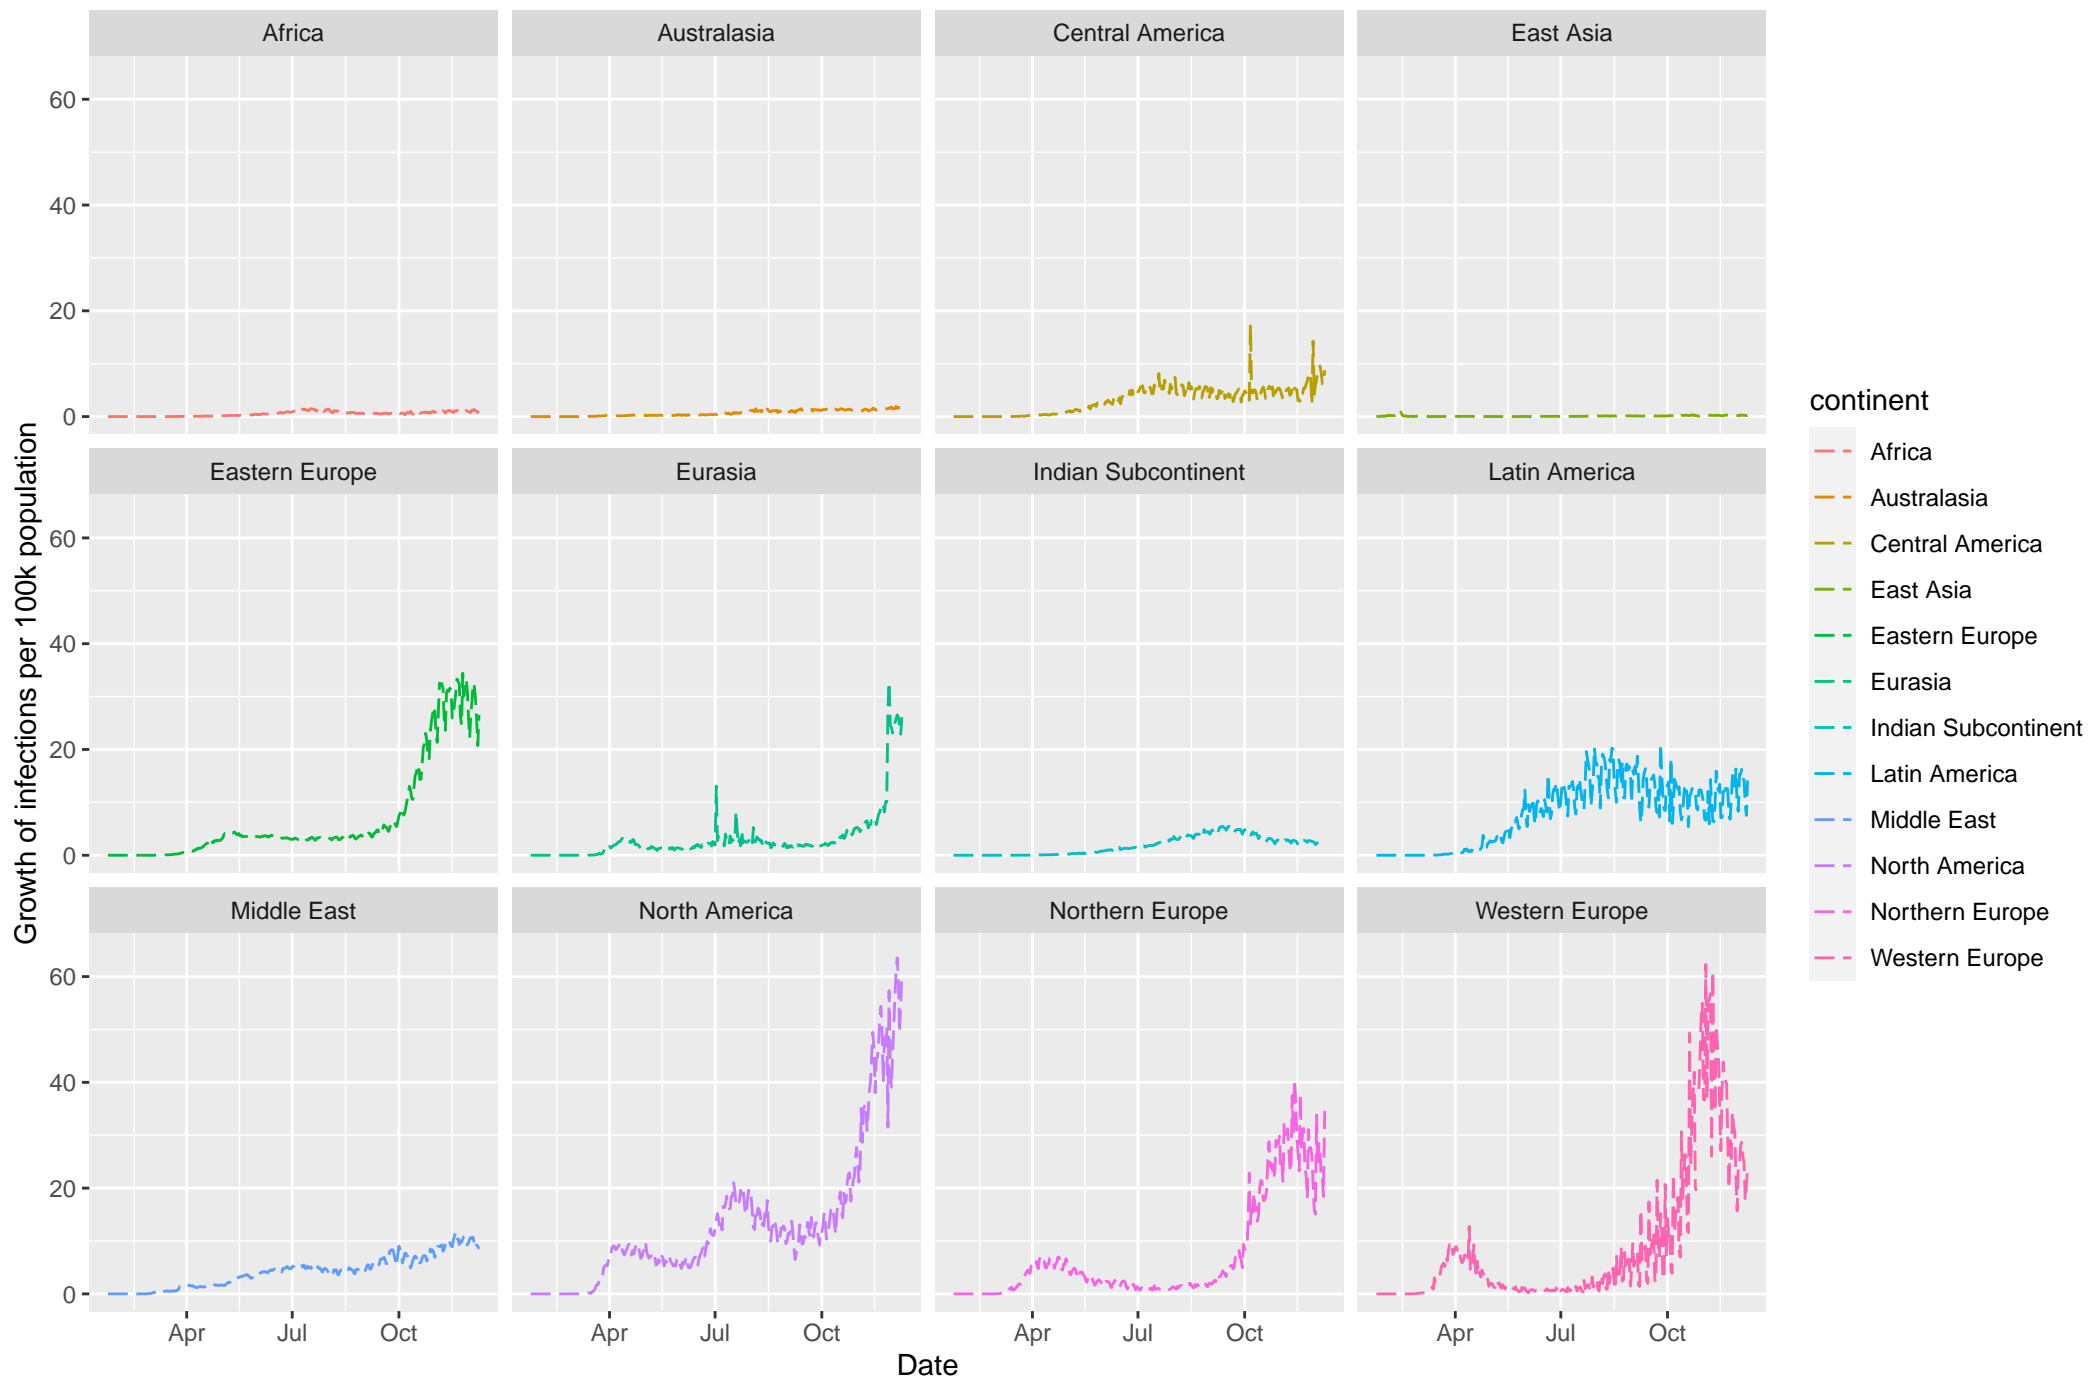 Africa
Australasia
Central America
East Asia
60
40
20
0
Eastern Europe
Eurasia
Indian Subcontinent
Latin America
60
40
20
0
Middle East
North America
Northern Europe
Western Europe
60
40
20
0
Apr Jul Oct
Apr Jul Oct
Apr Jul Oct
Apr Jul Oct
Date
Growth of infections per 100k population
continent
Africa
Australasia
Central America
East Asia
Eastern Europe
Eurasia
Indian Subcontinent
Latin America
Middle East
North America
Northern Europe
Western Europe